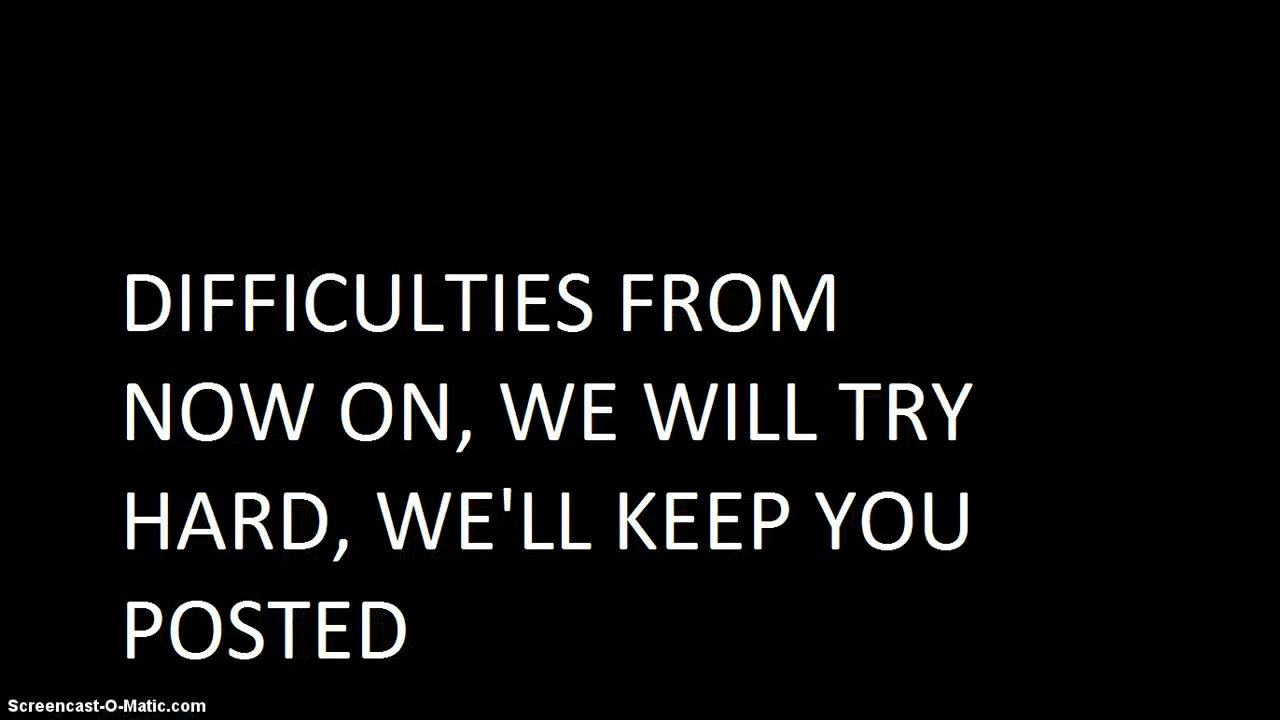 DIFFICULTIES FROM
NOW ON, WE WILL TRY
HARD, WE'LL KEEP YOU
POSTED
Screencast-O-Matic.com